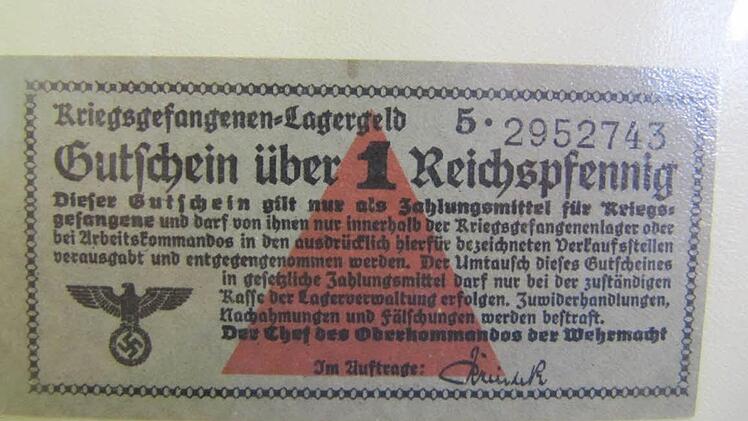 Kriegsgefangenen-Lagergeld 5 · 2952743
Gutschein über 1 Reichspfennig
Dieser Gutschein gilt nur als Zahlungsmittel für Kriegs-
gefangene und darf von ihnen nur innerhalb der Kriegsgefangenenlager oder
bei Arbeitskommandos in den ausdrücklich hierfür bezeichneten Verkaufsstellen
verausgabt und entgegengenommen werden. Der Umtausch dieses Gutscheines
in gesetzliche Zahlungsmittel darf nur bei der zuständigen
Kasse der Lagerverwaltung erfolgen. Zuwiderhandlungen,
Nachahmungen und Fälschungen werden bestraft.
Der Chef des Oberkommandos der Wehrmacht
Im Auftrage: